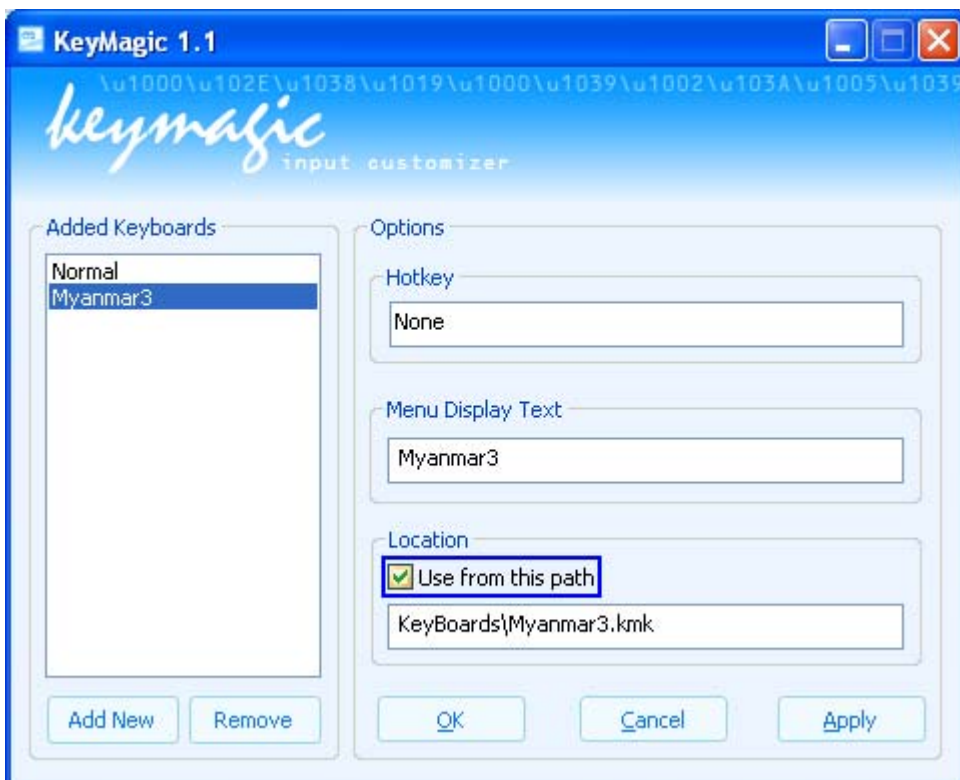 KeyMagic 1.1
\u1000\u102E\u1038\u1019\u1000\u1039\u1002\u103A\u1005\u1039
keymagic
input customizer
Added Keyboards
Normal
Myanmar3
Add New
Remove
Options
Hotkey
None
Menu Display Text
Myanmar3
Location
Use from this path
KeyBoards\Myanmar3.kmk
OK
Cancel
Apply